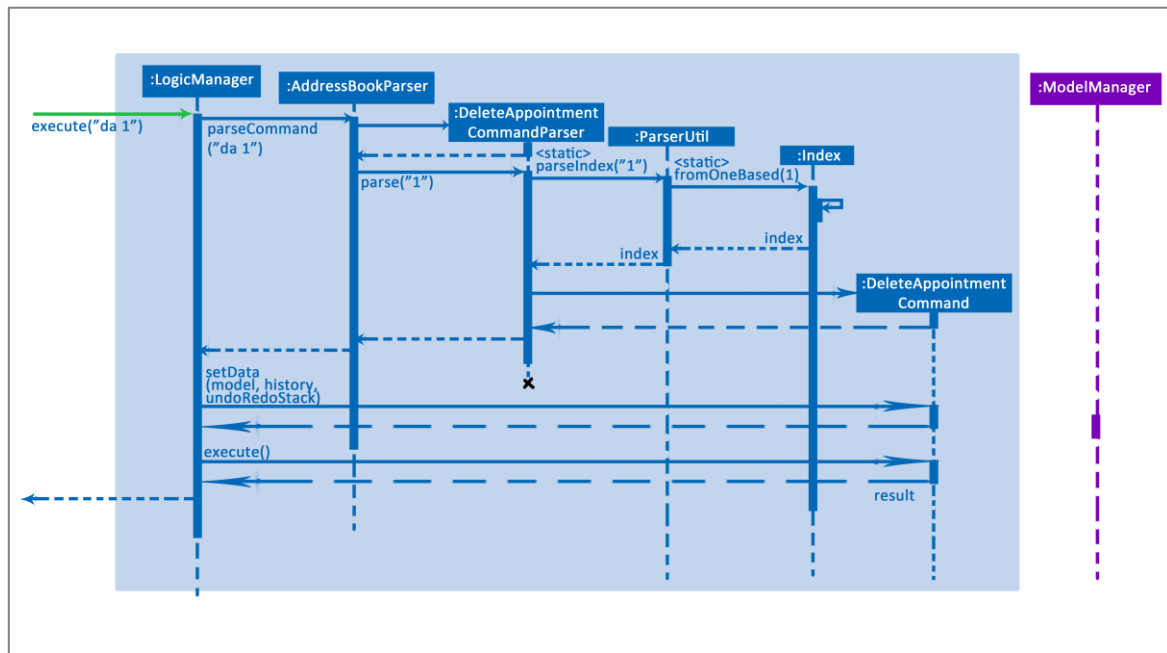 :LogicManager
:AddressBookParser
:DeleteAppointment
CommandParser
:ParserUtil
:Index
:ModelManager
execute("da 1")
parseCommand
("da 1")
<static>
parseIndex("1")
<static>
fromOneBased(1)
parse("1")
index
index
:DeleteAppointment
Command
setData
(model, history,
undoRedoStack)
execute()
result